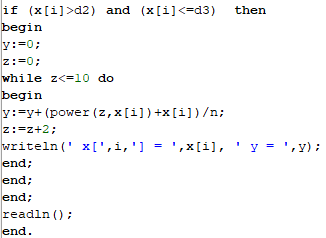 if (x[i]>d2) and (x[i]<=d3)  then
begin
y:=0;
z:=0;
while z<=10 do
begin
y:=y+(power(z,x[i])+x[i])/n;
z:=z+2;
writeln(' x[',i,'] = ',x[i], ' y = ',y);
end;
end;
end;
readln();
end.